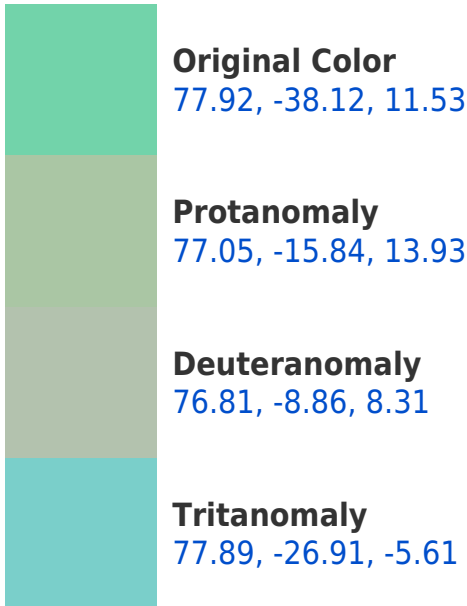 Original Color
77.92, -38.12, 11.53
Protanomaly
77.05, -15.84, 13.93
Deuteranomaly
76.81, -8.86, 8.31
Tritanomaly
77.89, -26.91, -5.61